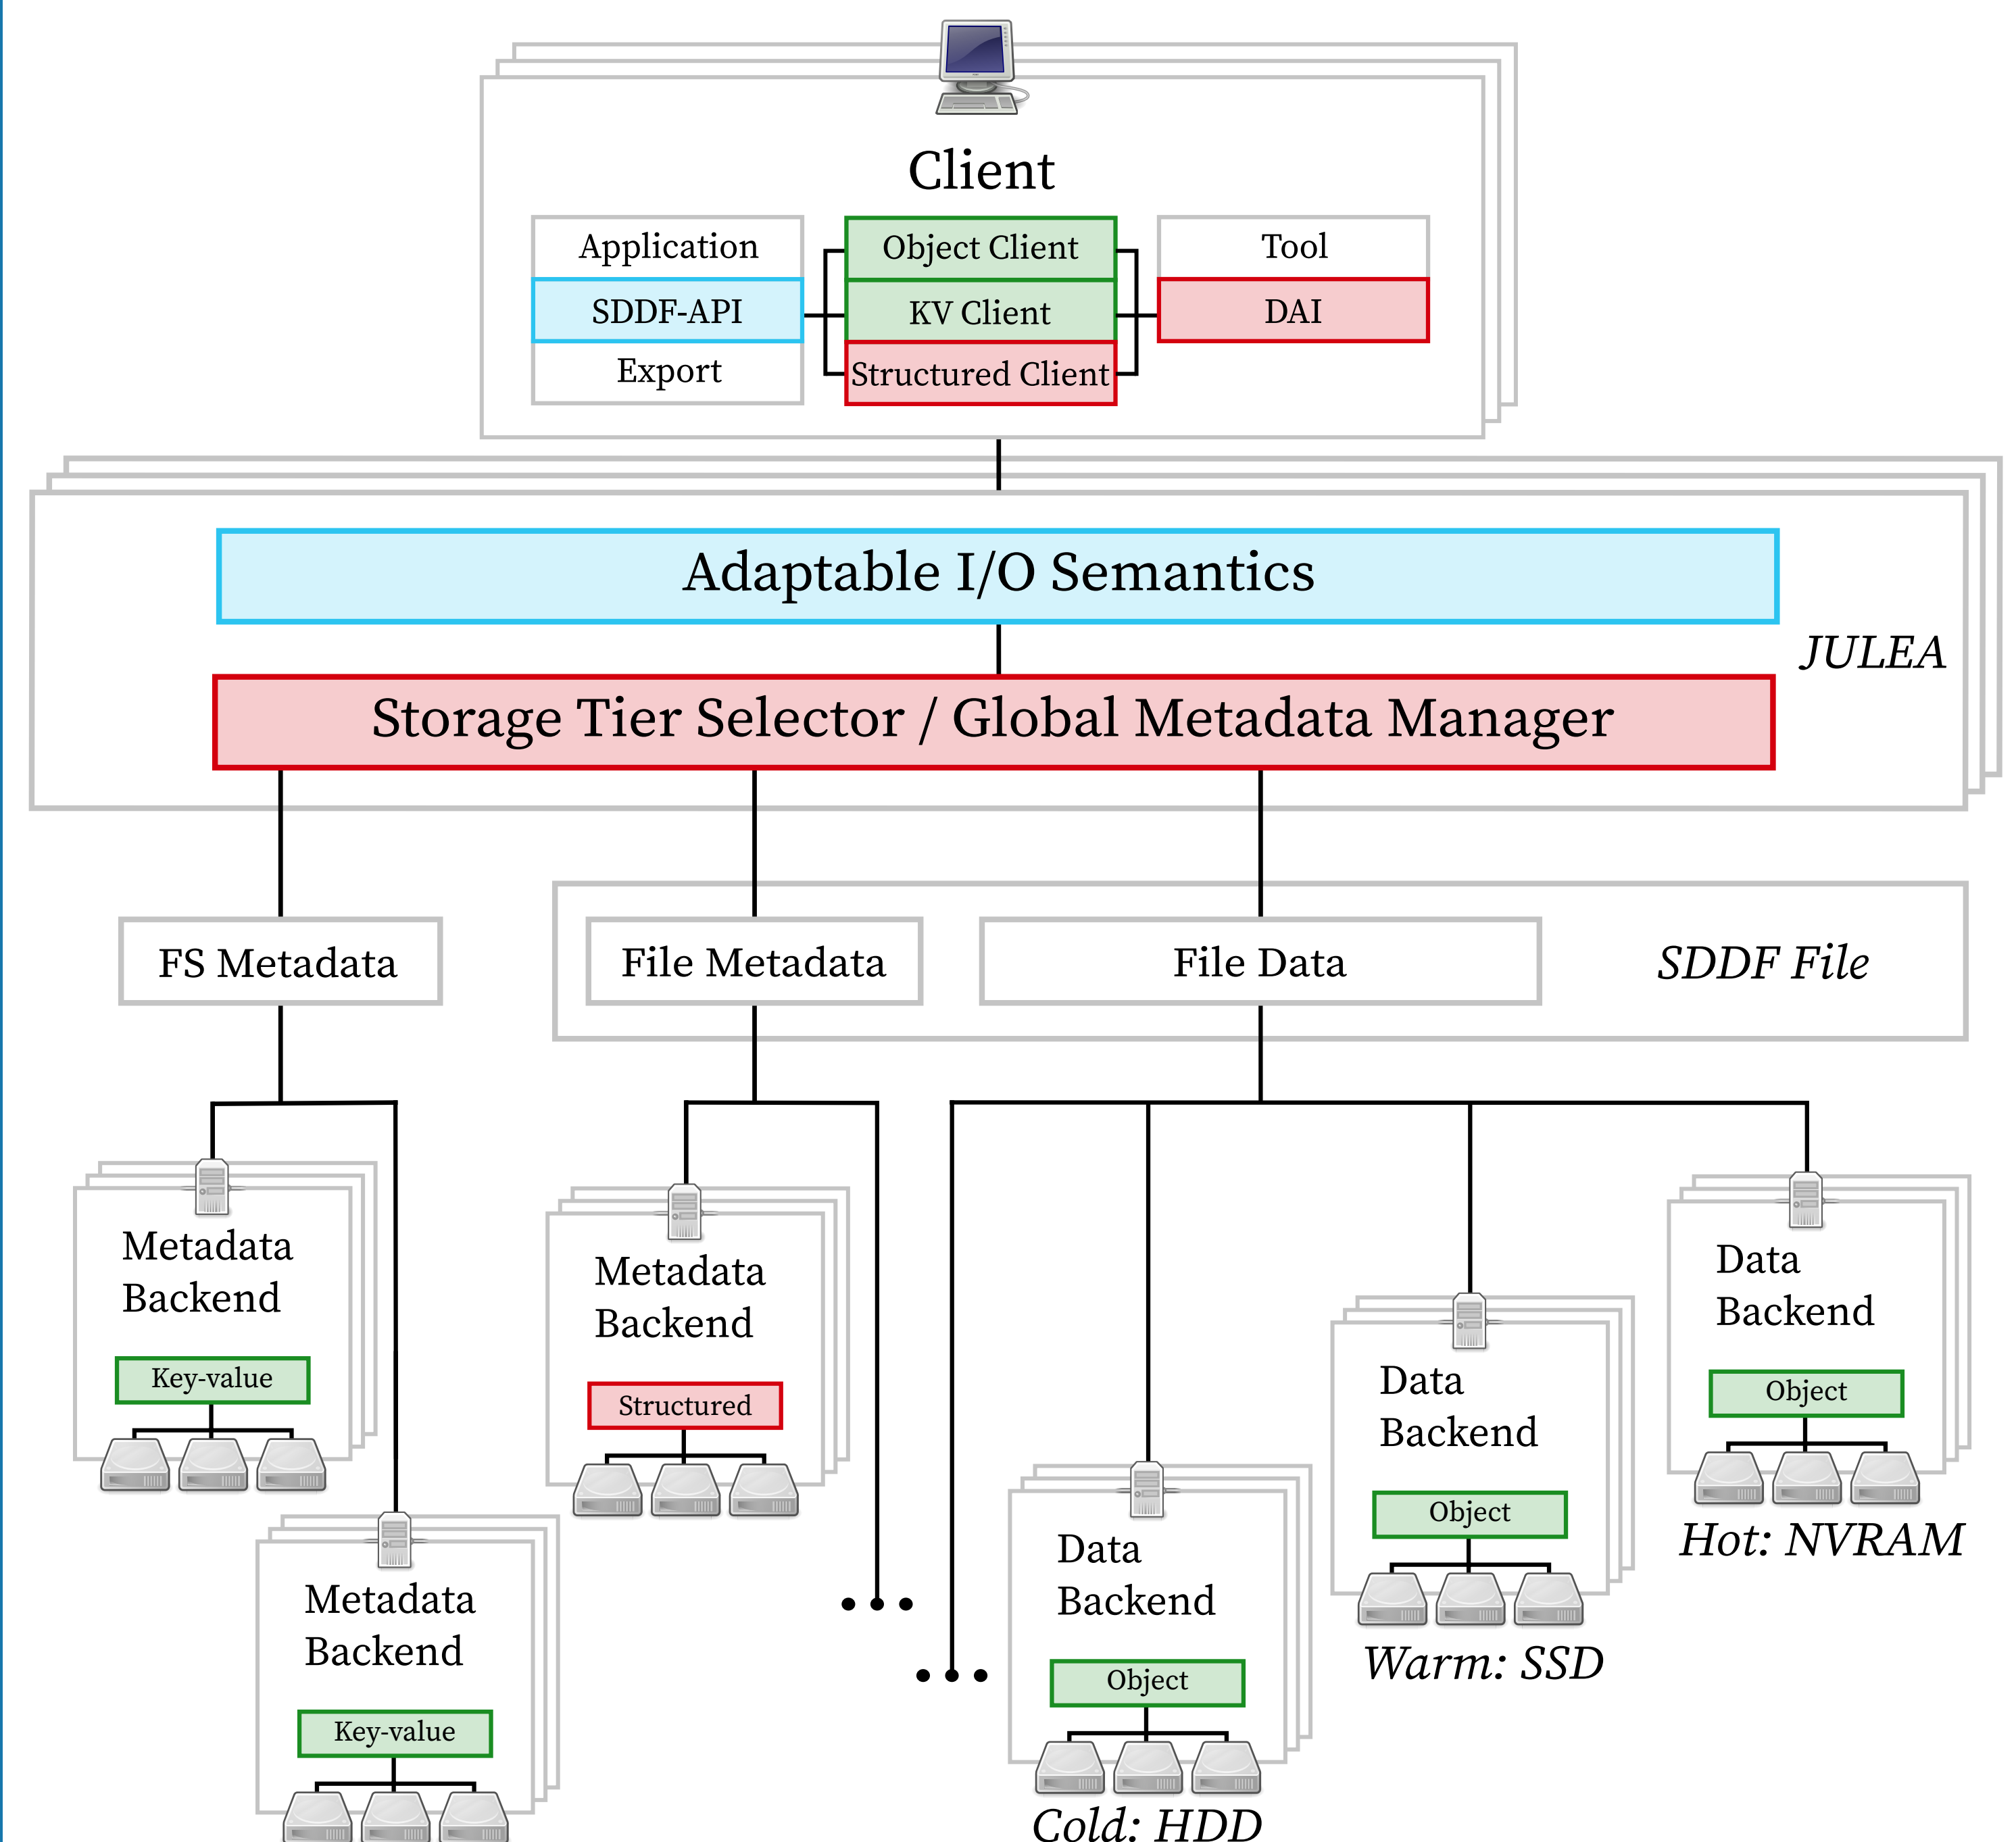 Client
Application
Object Client
Tool
SDDF-API
KV Client
DAI
Export
Structured Client
Adaptable I/O Semantics
JULEA
Storage Tier Selector / Global Metadata Manager
FS Metadata
File Metadata
File Data
SDDF File
Metadata
Backend
Key-value
Metadata
Backend
Key-value
Metadata
Backend
Structured
Data
Backend
Object
Cold: HDD
Data
Backend
Object
Warm: SSD
Data
Backend
Object
Hot: NVRAM